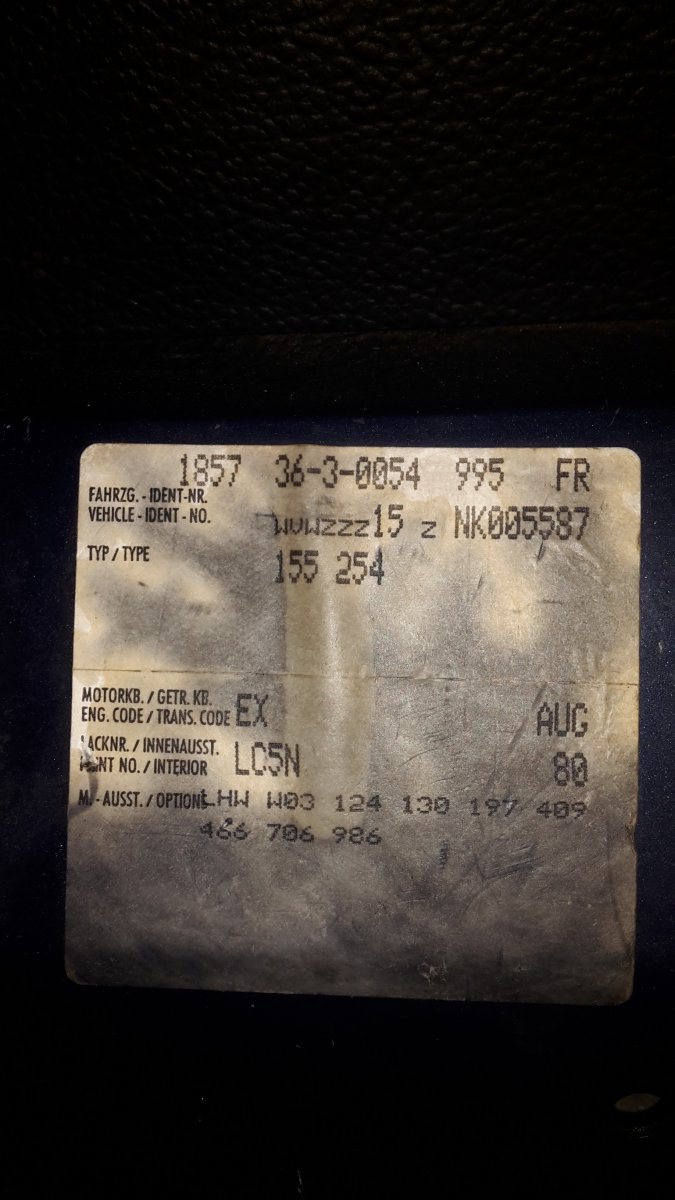 1857 36-3-0054 995 FR
FAHRZG.-IDENT-NR.
VEHICLE-IDENT-NO. WVWZZZ15 Z NK005587
TYP / TYPE 155 254
MOTORKB. / GETR. KB.
ENG. CODE / TRANS. CODE EX AUG
LACKNR. / INNENAUSST.
PAINT NO. / INTERIOR LC5N 80
M.-AUSST. / OPTIONS LHW W03 124 130 197 409
466 706 986